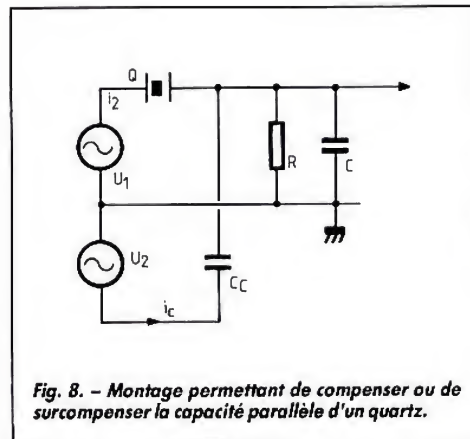 Q
i2
U1
R
C
U2
CC
ic
Fig. 8. – Montage permettant de compenser ou de
surcompenser la capacité parallèle d'un quartz.